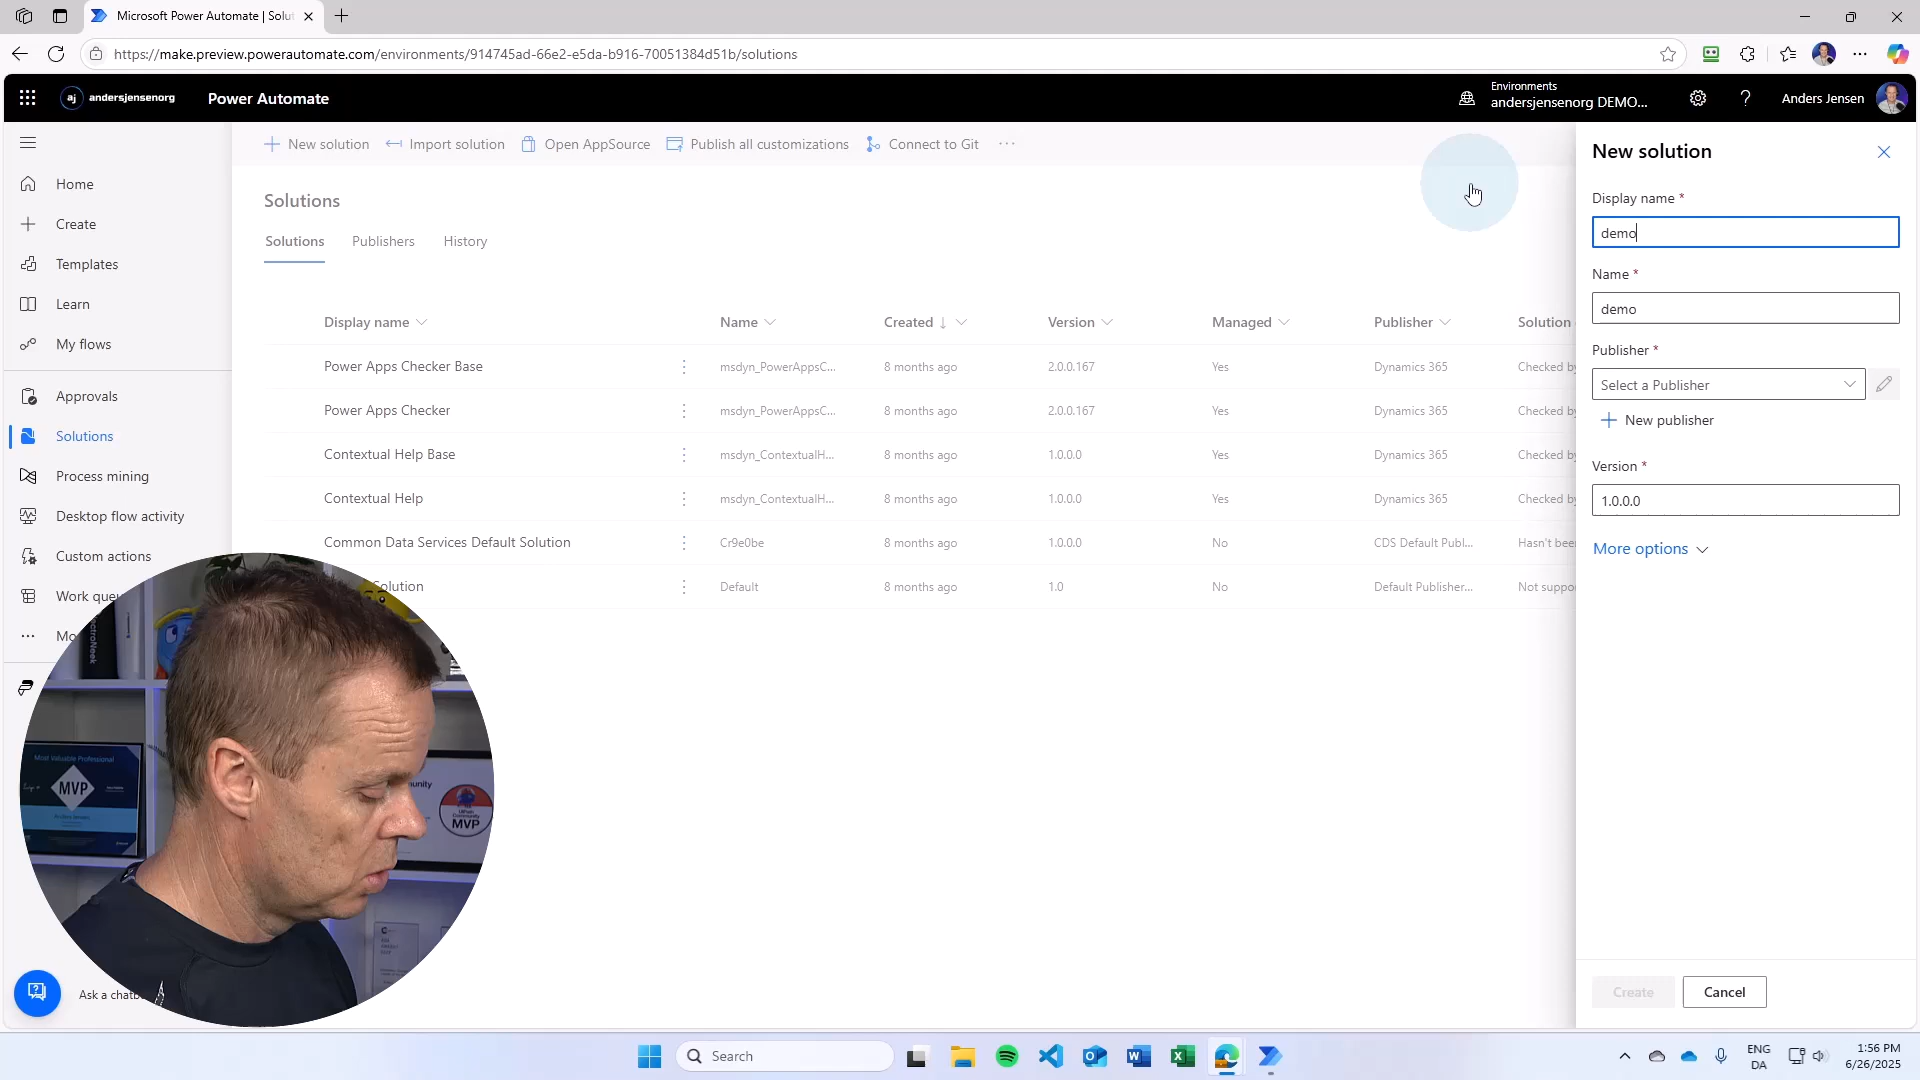 Microsoft Power Automate | Solut
https://make.preview.powerautomate.com/environments/914745ad-66e2-e5da-b916-70051384d51b/solutions
aj andersjensenorg
Power Automate
Environments
andersjensenorg DEMO...
?
Anders Jensen
Home
Create
Templates
Learn
My flows
Approvals
Solutions
Process mining
Desktop flow activity
Custom actions
Work que
Mo
New solution
Import solution
Open AppSource
Publish all customizations
Connect to Git
...
Solutions
Solutions Publishers History
Display name Name Created ↓ Version Managed Publisher Solution
Power Apps Checker Base msdyn_PowerAppsC... 8 months ago 2.0.0.167 Yes Dynamics 365 Checked by
Power Apps Checker msdyn_PowerAppsC... 8 months ago 2.0.0.167 Yes Dynamics 365 Checked by
Contextual Help Base msdyn_ContextualH... 8 months ago 1.0.0.0 Yes Dynamics 365 Checked by
Contextual Help msdyn_ContextualH... 8 months ago 1.0.0.0 Yes Dynamics 365 Checked by
Common Data Services Default Solution Cr9e0be 8 months ago 1.0.0.0 No CDS Default Publ... Hasn't bee
Solution Default 8 months ago 1.0 No Default Publisher... Not suppo
New solution
Display name *
demo
Name *
demo
Publisher *
Select a Publisher
New publisher
Version *
1.0.0.0
More options
Create
Cancel
Most Valuable Professional
MVP
UiPath
Community
MVP
Ask a chatb
Search
ENG
DA
1:56 PM
6/26/2025